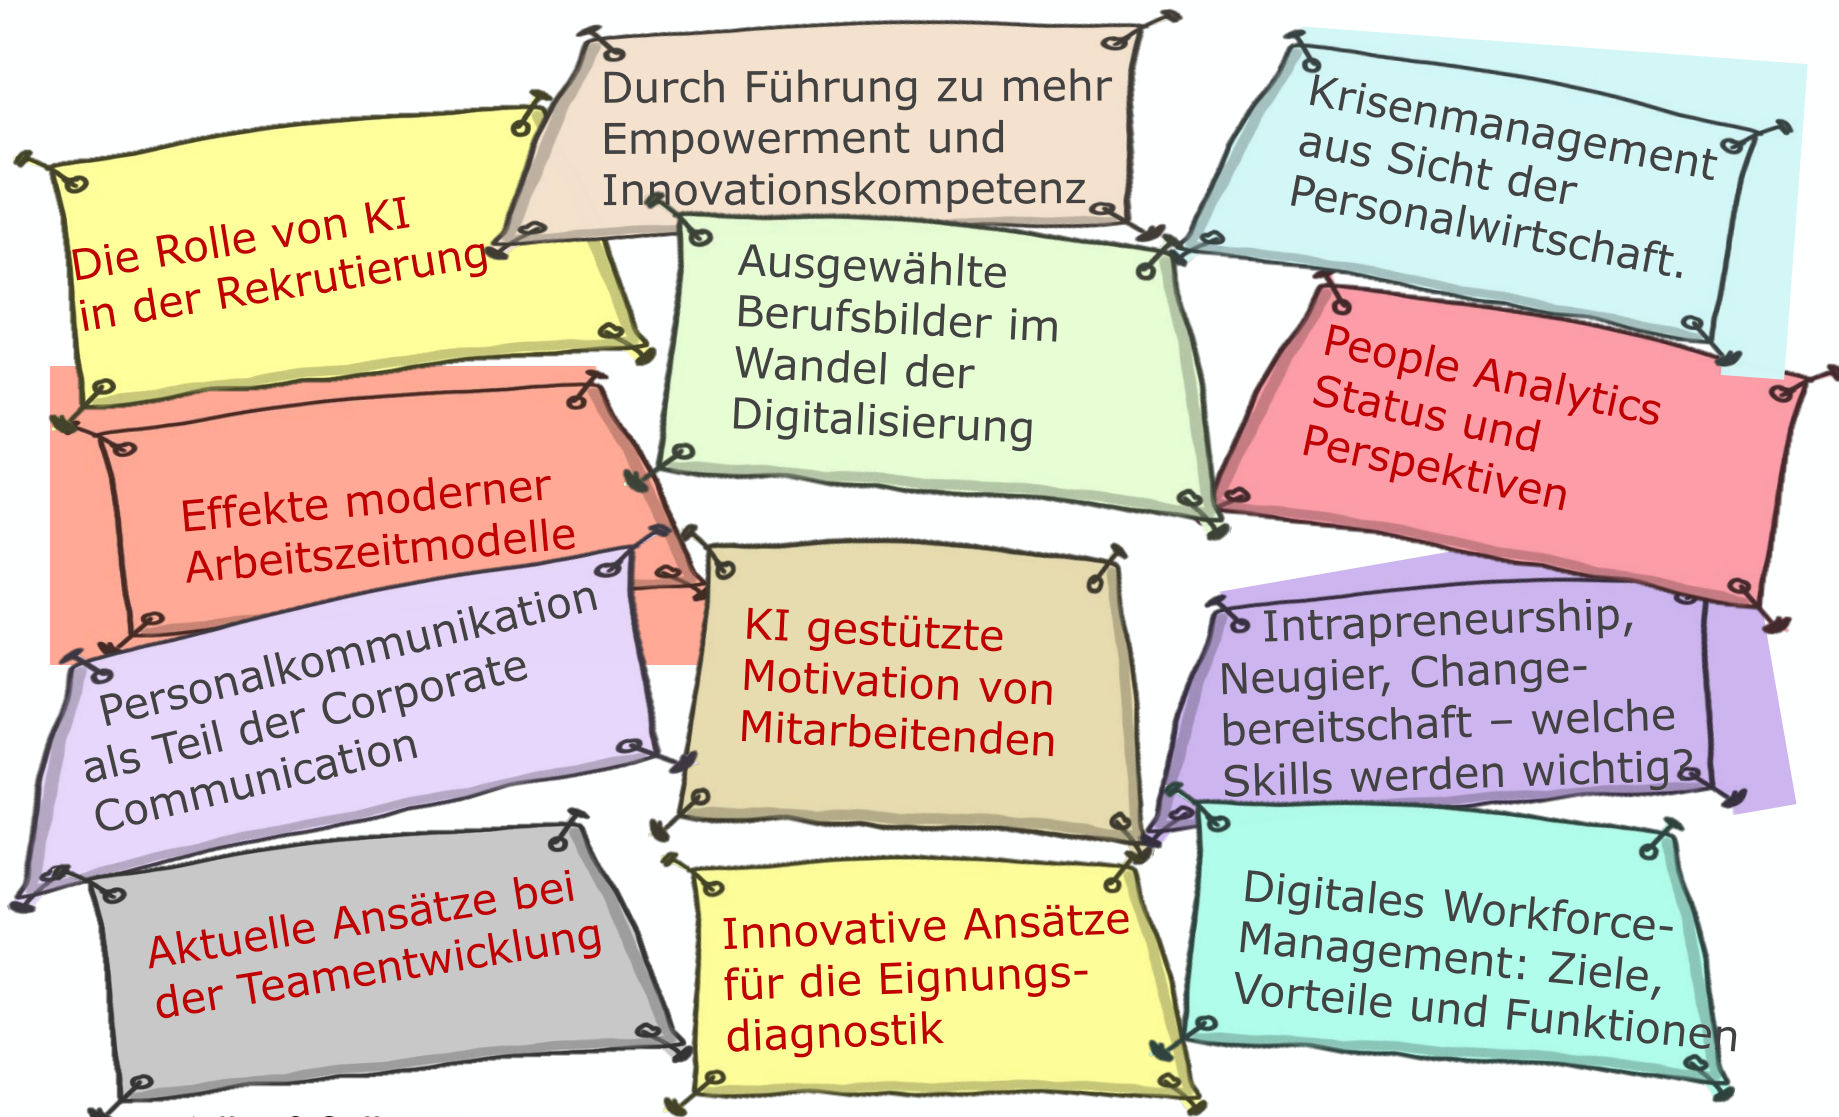 Durch Führung zu mehr
Empowerment und
Innovationskompetenz
Krisenmanagement
aus Sicht der
Personalwirtschaft.
Die Rolle von KI
in der Rekrutierung
Ausgewählte
Berufsbilder im
Wandel der
Digitalisierung
People Analytics
Status und
Perspektiven
Effekte moderner
Arbeitszeitmodelle
Personalkommunikation
als Teil der Corporate
Communication
KI gestützte
Motivation von
Mitarbeitenden
Intrapreneurship,
Neugier, Change-
bereitschaft – welche
Skills werden wichtig?
Aktuelle Ansätze bei
der Teamentwicklung
Innovative Ansätze
für die Eignungs-
diagnostik
Digitales Workforce-
Management: Ziele,
Vorteile und Funktionen